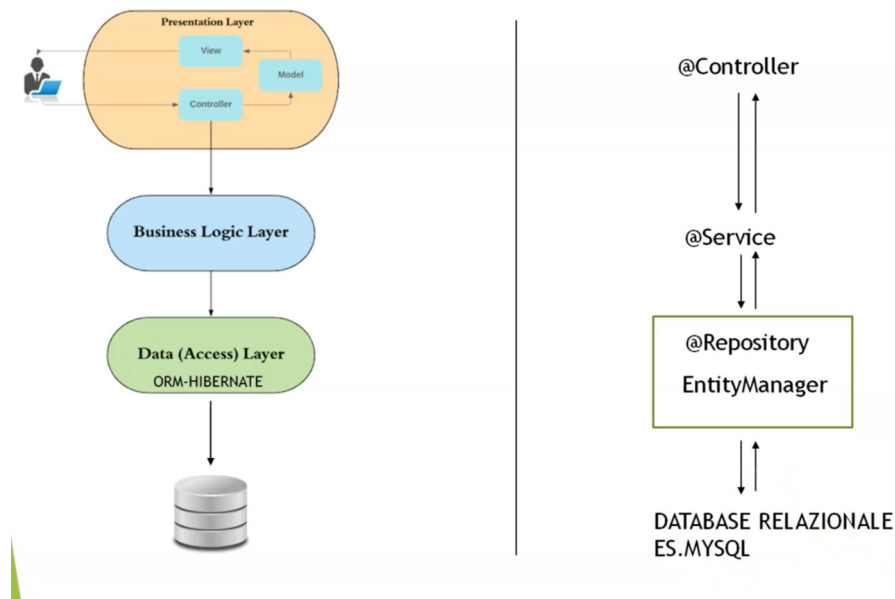 Presentation Layer
View
Model
Controller
Business Logic Layer
Data (Access) Layer
ORM-HIBERNATE
@Controller
@Service
@Repository
EntityManager
DATABASE RELAZIONALE
ES.MYSQL